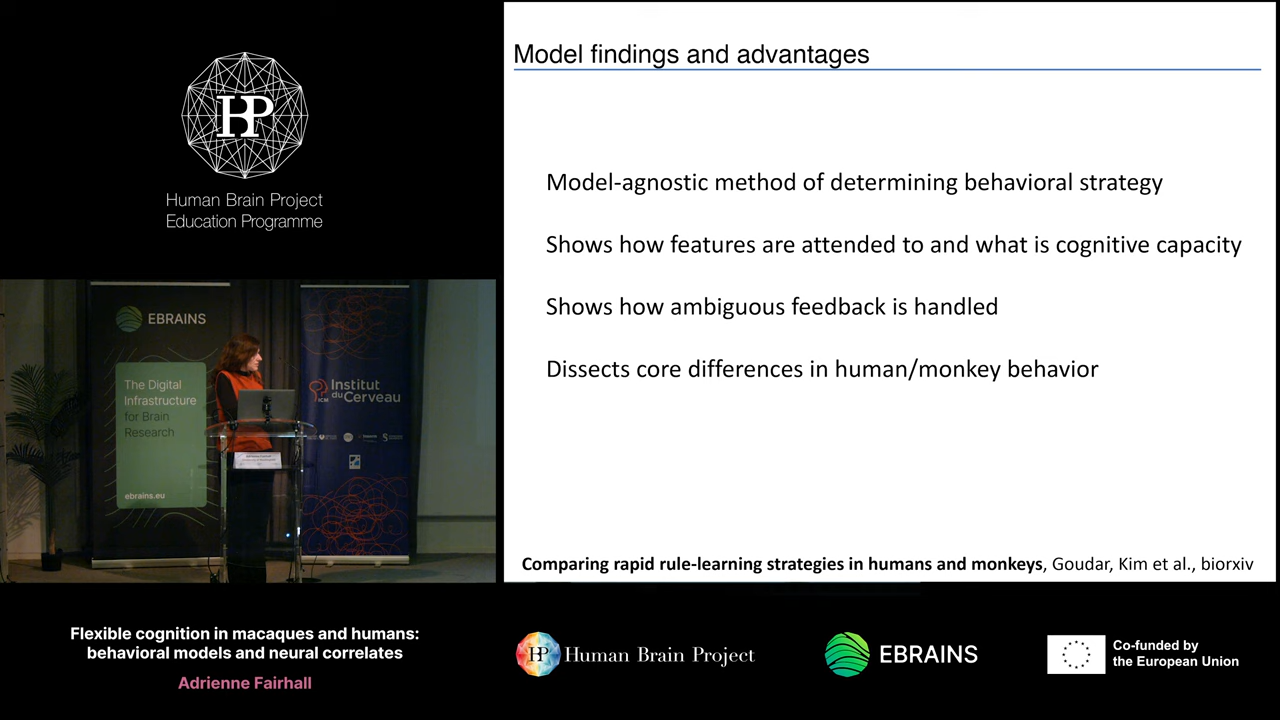 HP
Human Brain Project
Education Programme
Model findings and advantages
Model-agnostic method of determining behavioral strategy
Shows how features are attended to and what is cognitive capacity
Shows how ambiguous feedback is handled
Dissects core differences in human/monkey behavior
Comparing rapid rule-learning strategies in humans and monkeys, Goudar, Kim et al., biorxiv
EBRAINS
The Digital
Infrastructure
for Brain
Research
ebrains.eu
ICM
Institut
du Cerveau
Flexible cognition in macaques and humans:
behavioral models and neural correlates
Adrienne Fairhall
HP Human Brain Project
EBRAINS
Co-funded by
the European Union